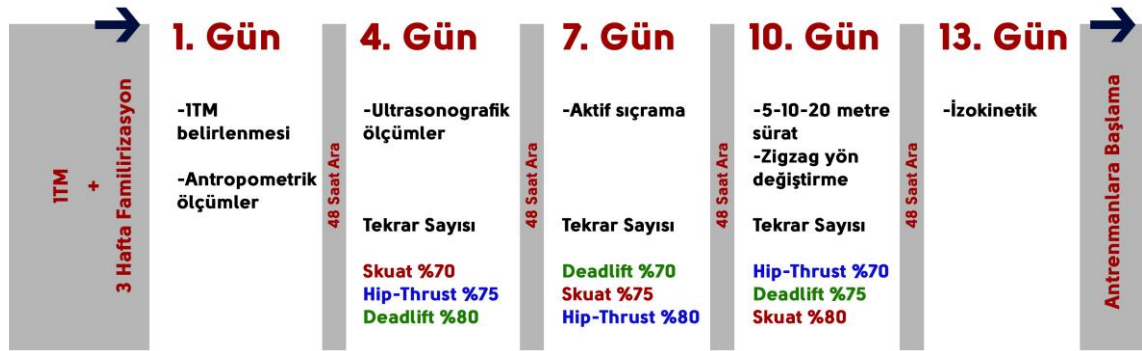 1TM
+
3 Hafta Familirizasyon
1. Gün
-1TM
belirlenmesi
-Antropometrik
ölçümler
48 Saat Ara
4. Gün
-Ultrasonografik
ölçümler
Tekrar Sayısı
Skuat %70
Hip-Thrust %75
Deadlift %80
48 Saat Ara
7. Gün
-Aktif sıçrama
Tekrar Sayısı
Deadlift %70
Skuat %75
Hip-Thrust %80
48 Saat Ara
10. Gün
-5-10-20 metre
sürat
-Zigzag yön
değiştirme
Tekrar Sayısı
Hip-Thrust %70
Deadlift %75
Skuat %80
48 Saat Ara
13. Gün
-İzokinetik
Antrenmanlara Başlama